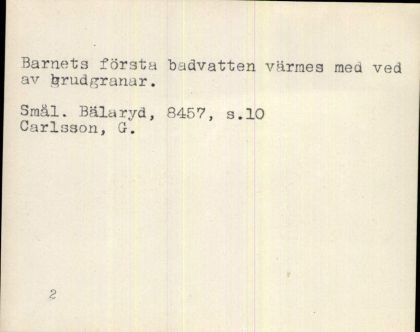 Barnets första badvatten värmes med ved
av brudgranar.
Smål. Bälaryd, 8457, s.10
Carlsson, G.
2